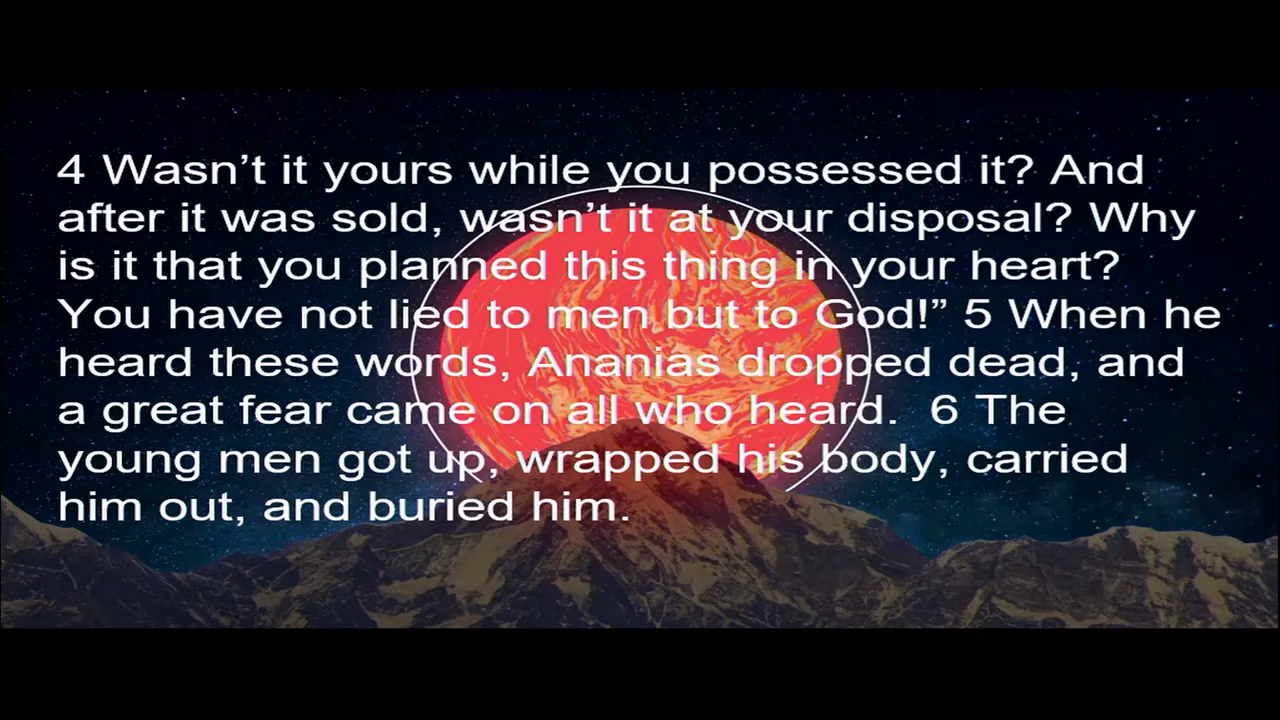 4 Wasn’t it yours while you possessed it? And
after it was sold, wasn’t it at your disposal? Why
is it that you planned this thing in your heart?
You have not lied to men but to God!” 5 When he
heard these words, Ananias dropped dead, and
a great fear came on all who heard.  6 The
young men got up, wrapped his body, carried
him out, and buried him.